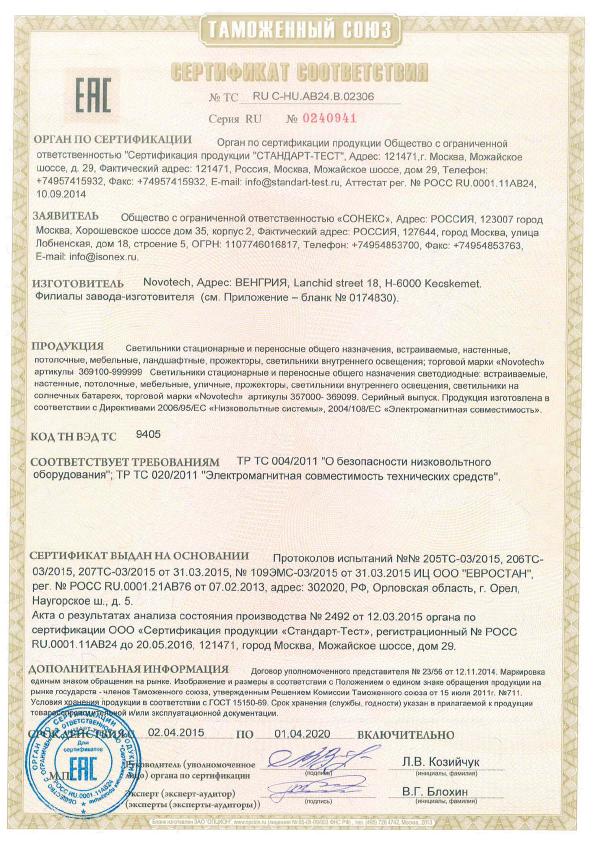 ТАМОЖЕННЫЙ СОЮЗ
СЕРТИФИКАТ СООТВЕТСТВИЯ
EAC
№ ТС RU C-HU.АВ24.В.02306
Серия RU № 0240941
ОРГАН ПО СЕРТИФИКАЦИИ Орган по сертификации продукции Общество с ограниченной
ответственностью "Сертификация продукции "СТАНДАРТ-ТЕСТ", Адрес: 121471,г. Москва, Можайское
шоссе, д. 29, Фактический адрес: 121471, Россия, Москва, Можайское шоссе, дом 29, Телефон:
+74957415932, Факс: +74957415932, E-mail: info@standart-test.ru, Аттестат рег. № РОСС RU.0001.11АВ24,
10.09.2014
ЗАЯВИТЕЛЬ Общество с ограниченной ответственностью «СОНЕКС», Адрес: РОССИЯ, 123007 город
Москва, Хорошевское шоссе дом 35, корпус 2, Фактический адрес: РОССИЯ, 127644, город Москва, улица
Лобненская, дом 18, строение 5, ОГРН: 1107746016817, Телефон: +74954853700, Факс: +74954853763,
E-mail: info@isonex.ru.
ИЗГОТОВИТЕЛЬ Novotech, Адрес: ВЕНГРИЯ, Lanchid street 18, H-6000 Kecskemet.
Филиалы завода-изготовителя (см. Приложение – бланк № 0174830).
ПРОДУКЦИЯ Светильники стационарные и переносные общего назначения, встраиваемые, настенные,
потолочные, мебельные, ландшафтные, прожекторы, светильники внутреннего освещения; торговой марки «Novotech»
артикулы 369100-999999 Светильники стационарные и переносные общего назначения светодиодные: встраиваемые,
настенные, потолочные, мебельные, уличные, прожекторы, светильники внутреннего освещения, светильники на
солнечных батареях, торговой марки «Novotech» артикулы 357000- 369099. Серийный выпуск. Продукция изготовлена в
соответствии с Директивами 2006/95/ЕС «Низковольтные системы», 2004/108/ЕС «Электромагнитная совместимость».
КОД ТН ВЭД ТС 9405
СООТВЕТСТВУЕТ ТРЕБОВАНИЯМ ТР ТС 004/2011 "О безопасности низковольтного
оборудования"; ТР ТС 020/2011 "Электромагнитная совместимость технических средств".
СЕРТИФИКАТ ВЫДАН НА ОСНОВАНИИ Протоколов испытаний №№ 205ТС-03/2015, 206ТС-
03/2015, 207ТС-03/2015 от 31.03.2015, № 109ЭМС-03/2015 от 31.03.2015 ИЦ ООО "ЕВРОСТАН",
рег. № РОСС RU.0001.21АВ76 от 07.02.2013, адрес: 302020, РФ, Орловская область, г. Орел,
Наугорское ш., д. 5.
Акта о результатах анализа состояния производства № 2492 от 12.03.2015 органа по
сертификации ООО «Сертификация продукции «Стандарт-Тест», регистрационный № РОСС
RU.0001.11АВ24 до 20.05.2016, 121471, город Москва, Можайское шоссе, дом 29.
ДОПОЛНИТЕЛЬНАЯ ИНФОРМАЦИЯ Договор уполномоченного представителя № 23/56 от 12.11.2014. Маркировка
единым знаком обращения на рынке. Изображение и размеры в соответствии с Положением о едином знаке обращения продукции на
рынке государств - членов Таможенного союза, утвержденным Решением Комиссии Таможенного союза от 15 июля 2011г. №711.
Условия хранения продукции в соответствии с ГОСТ 15150-69. Срок хранения (службы, годности) указан в прилагаемой к продукции
товаросопроводительной и/или эксплуатационной документации.
СРОК ДЕЙСТВИЯ С 02.04.2015 ПО 01.04.2020 ВКЛЮЧИТЕЛЬНО
М.П. Руководитель (уполномоченное
лицо) органа по сертификации (подпись) Л.В. Козийчук
(инициалы, фамилия)
Эксперт (эксперт-аудитор)
(эксперты (эксперты-аудиторы)) (подпись) В.Г. Блохин
(инициалы, фамилия)
Для
сертификатов
EAC
RU.0001.11АВ24